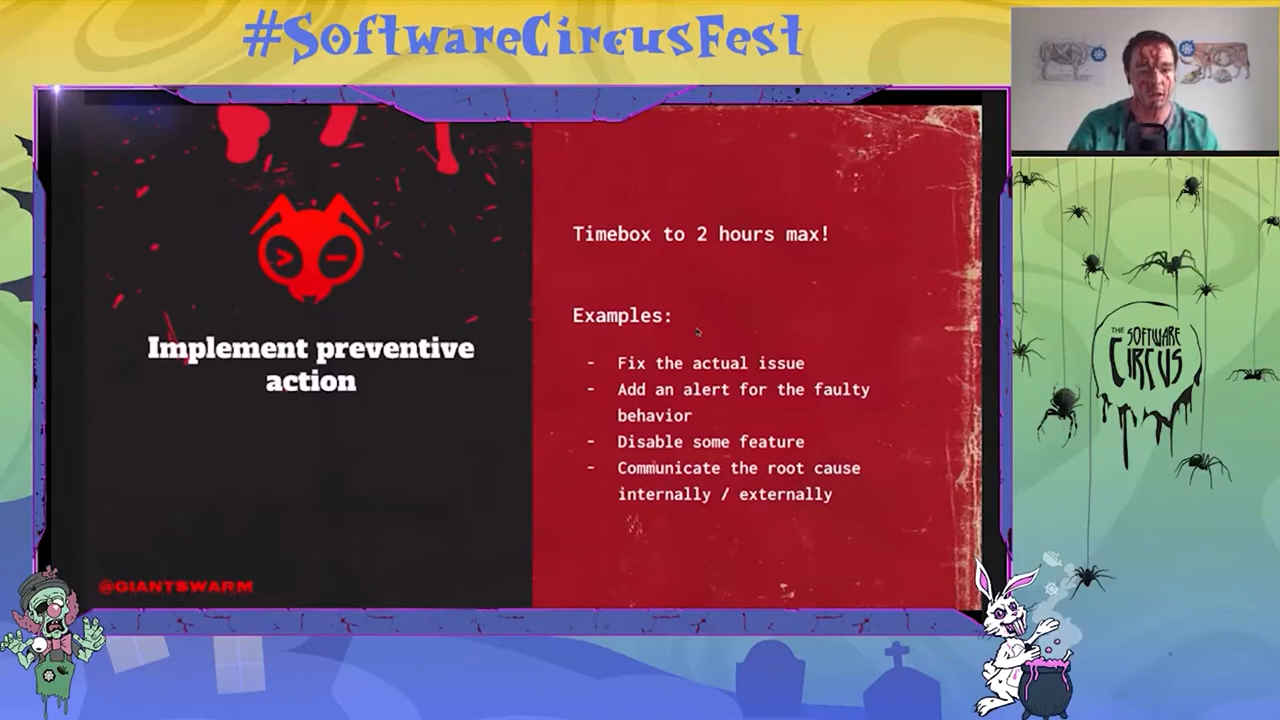 #SoftwareCircusFest
Implement preventive
action
@GIANTSWARM
Timebox to 2 hours max!
Examples:
- Fix the actual issue
- Add an alert for the faulty
behavior
- Disable some feature
- Communicate the root cause
internally / externally
THE SOFTWARE
CIRCUS